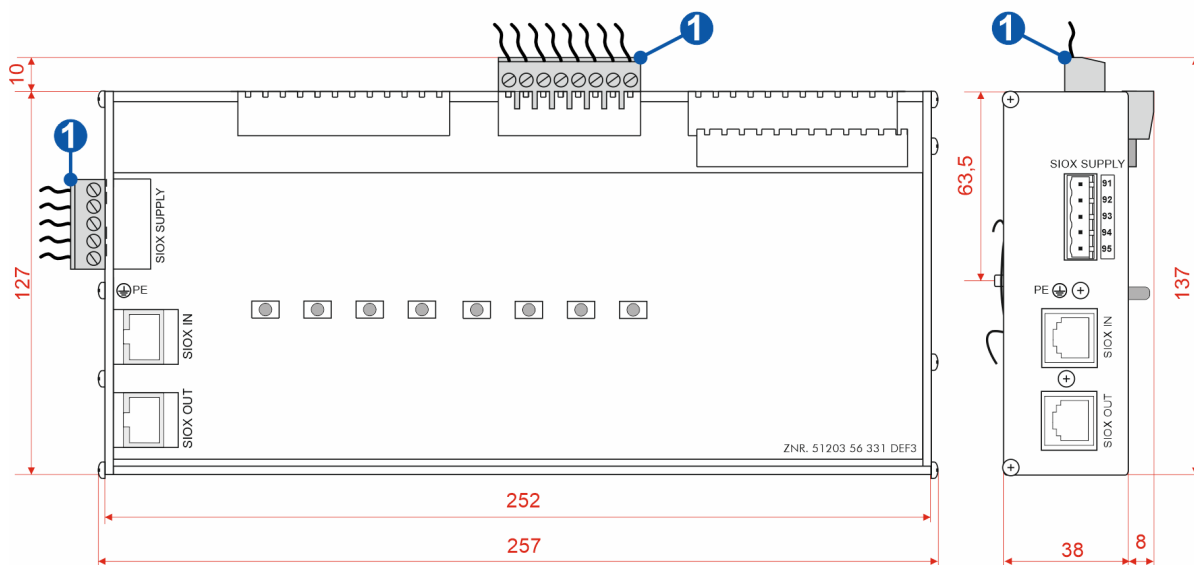 1
1
10
1
SIOX SUPPLY
127
PE
SIOX IN
SIOX OUT
ZNR. 51203 56 331 DEF3
252
257
1
63,5
SIOX SUPPLY
91
92
93
94
95
137
PE
SIOX IN
SIOX OUT
38
8